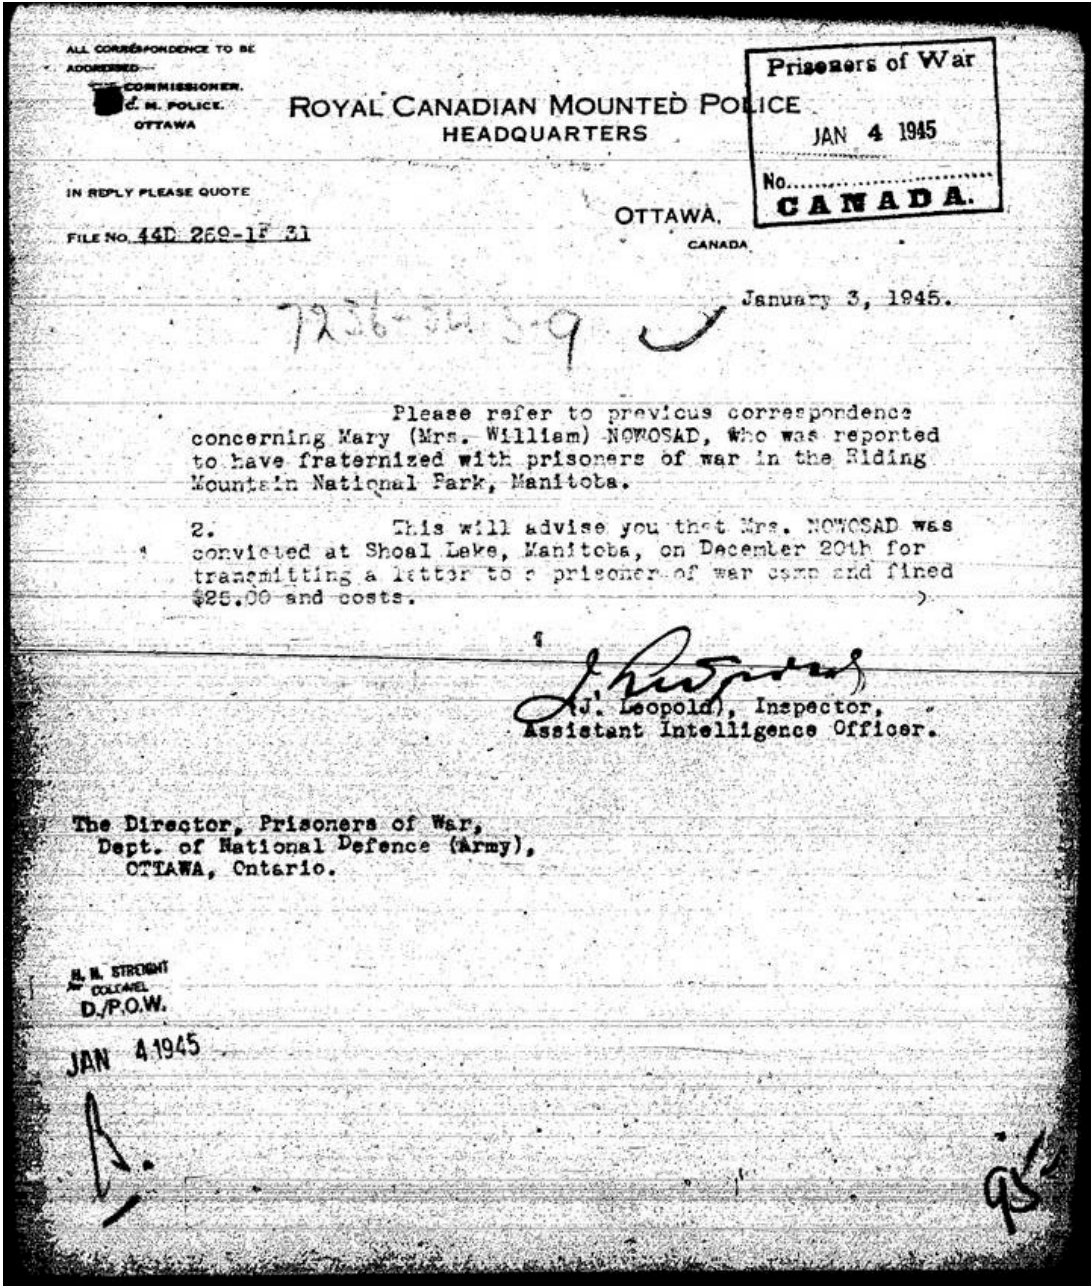 ALL CORRESPONDENCE TO BE
ADDRESSED—
COMMISSIONER,
C. M. POLICE.
OTTAWA
ROYAL CANADIAN MOUNTED POLICE
HEADQUARTERS
Prisoners of War
JAN 4 1945
No.
CANADA.
IN REPLY PLEASE QUOTE
FILE No. 44D 269-1F 31
OTTAWA,
CANADA
January 3, 1945.
Please refer to previous correspondence
concerning Mary (Mrs. William) NOWOSAD, who was reported
to have fraternized with prisoners of war in the Riding
Mountain National Park, Manitoba.
2. This will advise you that Mrs. NOWOSAD was
convicted at Shoal Lake, Manitoba, on December 20th for
transmitting a letter to a prisoner of war camp and fined
$25.00 and costs.
(J. Leopold), Inspector,
Assistant Intelligence Officer.
The Director, Prisoners of War,
Dept. of National Defence (Army),
OTTAWA, Ontario.
H. N. STREIGHT
for COLONEL
D./P.O.W.
JAN 4 1945
95